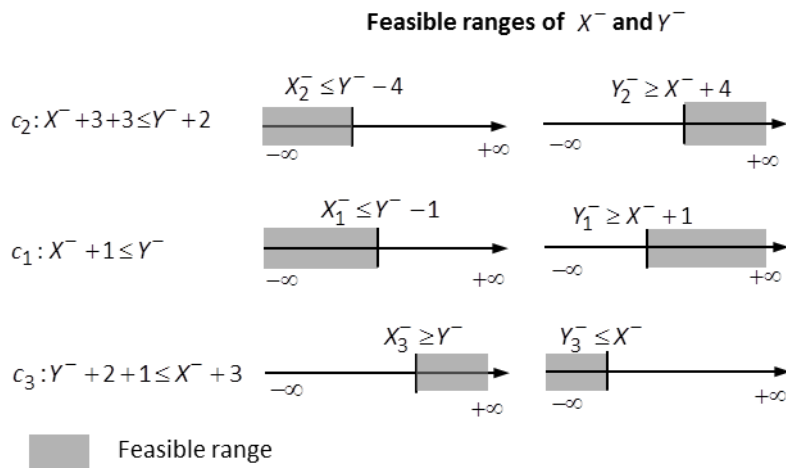 Feasible ranges of X⁻ and Y⁻
X₂⁻ ≤ Y⁻ − 4
Y₂⁻ ≥ X⁻ + 4
c₂: X⁻ + 3 + 3 ≤ Y⁻ + 2
−∞ +∞ −∞ +∞
X₁⁻ ≤ Y⁻ − 1
Y₁⁻ ≥ X⁻ + 1
c₁: X⁻ + 1 ≤ Y⁻
−∞ +∞ −∞ +∞
X₃⁻ ≥ Y⁻
Y₃⁻ ≤ X⁻
c₃: Y⁻ + 2 + 1 ≤ X⁻ + 3
−∞ +∞ −∞ +∞
Feasible range